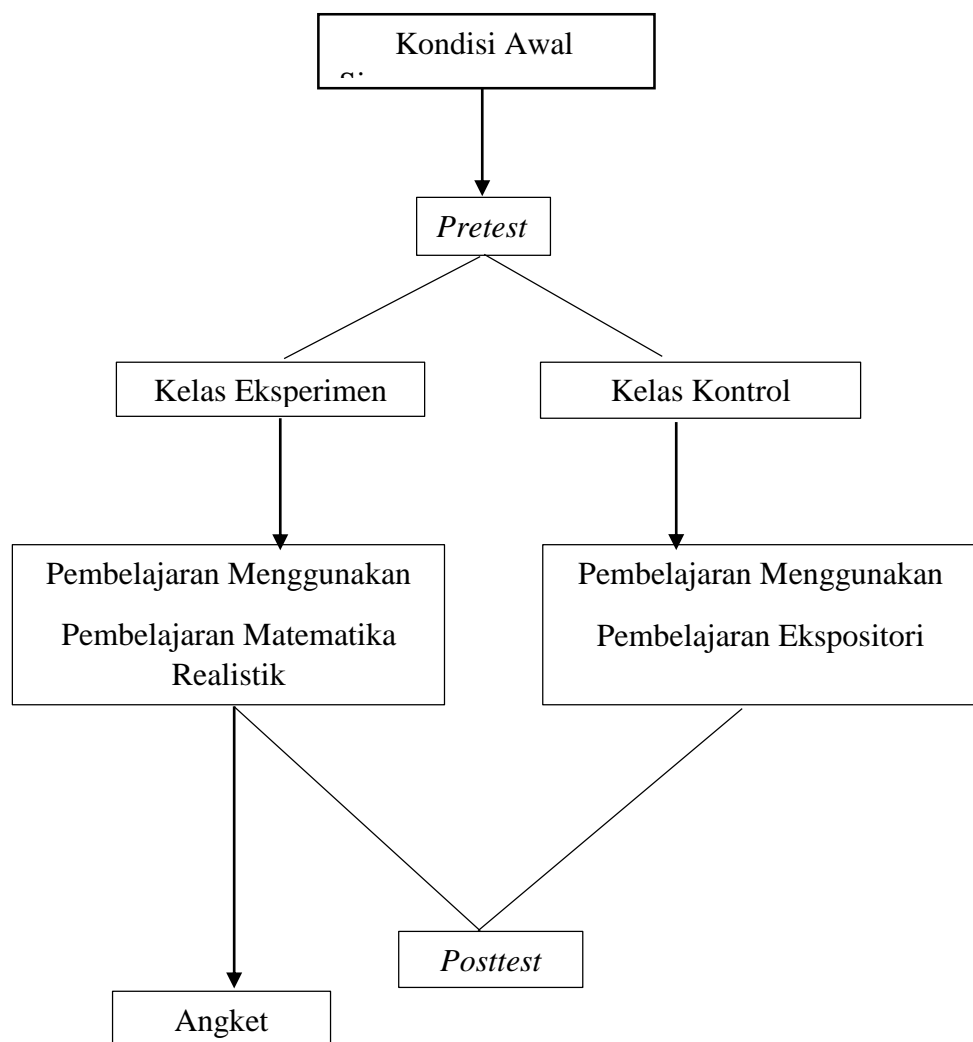 Kondisi Awal
Pretest
Kelas Eksperimen
Kelas Kontrol
Pembelajaran Menggunakan
Pembelajaran Matematika
Realistik
Pembelajaran Menggunakan
Pembelajaran Ekspositori
Posttest
Angket